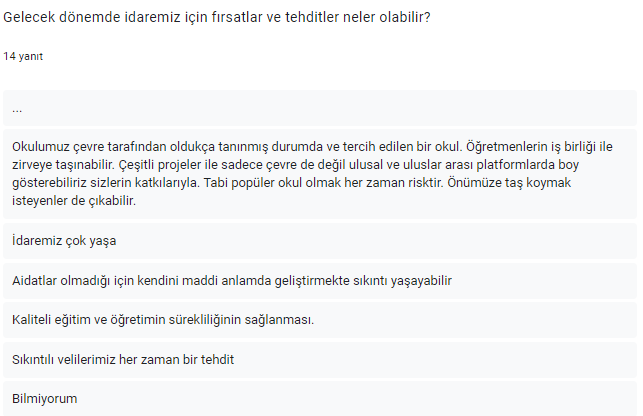 Gelecek dönemde idaremiz için fırsatlar ve tehditler neler olabilir?
14 yanıt
...
Okulumuz çevre tarafından oldukça tanınmış durumda ve tercih edilen bir okul. Öğretmenlerin iş birliği ile
zirveye taşınabilir. Çeşitli projeler ile sadece çevre de değil ulusal ve uluslar arası platformlarda boy
gösterebiliriz sizlerin katkılarıyla. Tabi popüler okul olmak her zaman risktir. Önümüze taş koymak
isteyenler de çıkabilir.
İdaremiz çok yaşa
Aidatlar olmadığı için kendini maddi anlamda geliştirmekte sıkıntı yaşayabilir
Kaliteli eğitim ve öğretimin sürekliliğinin sağlanması.
Sıkıntılı velilerimiz her zaman bir tehdit
Bilmiyorum